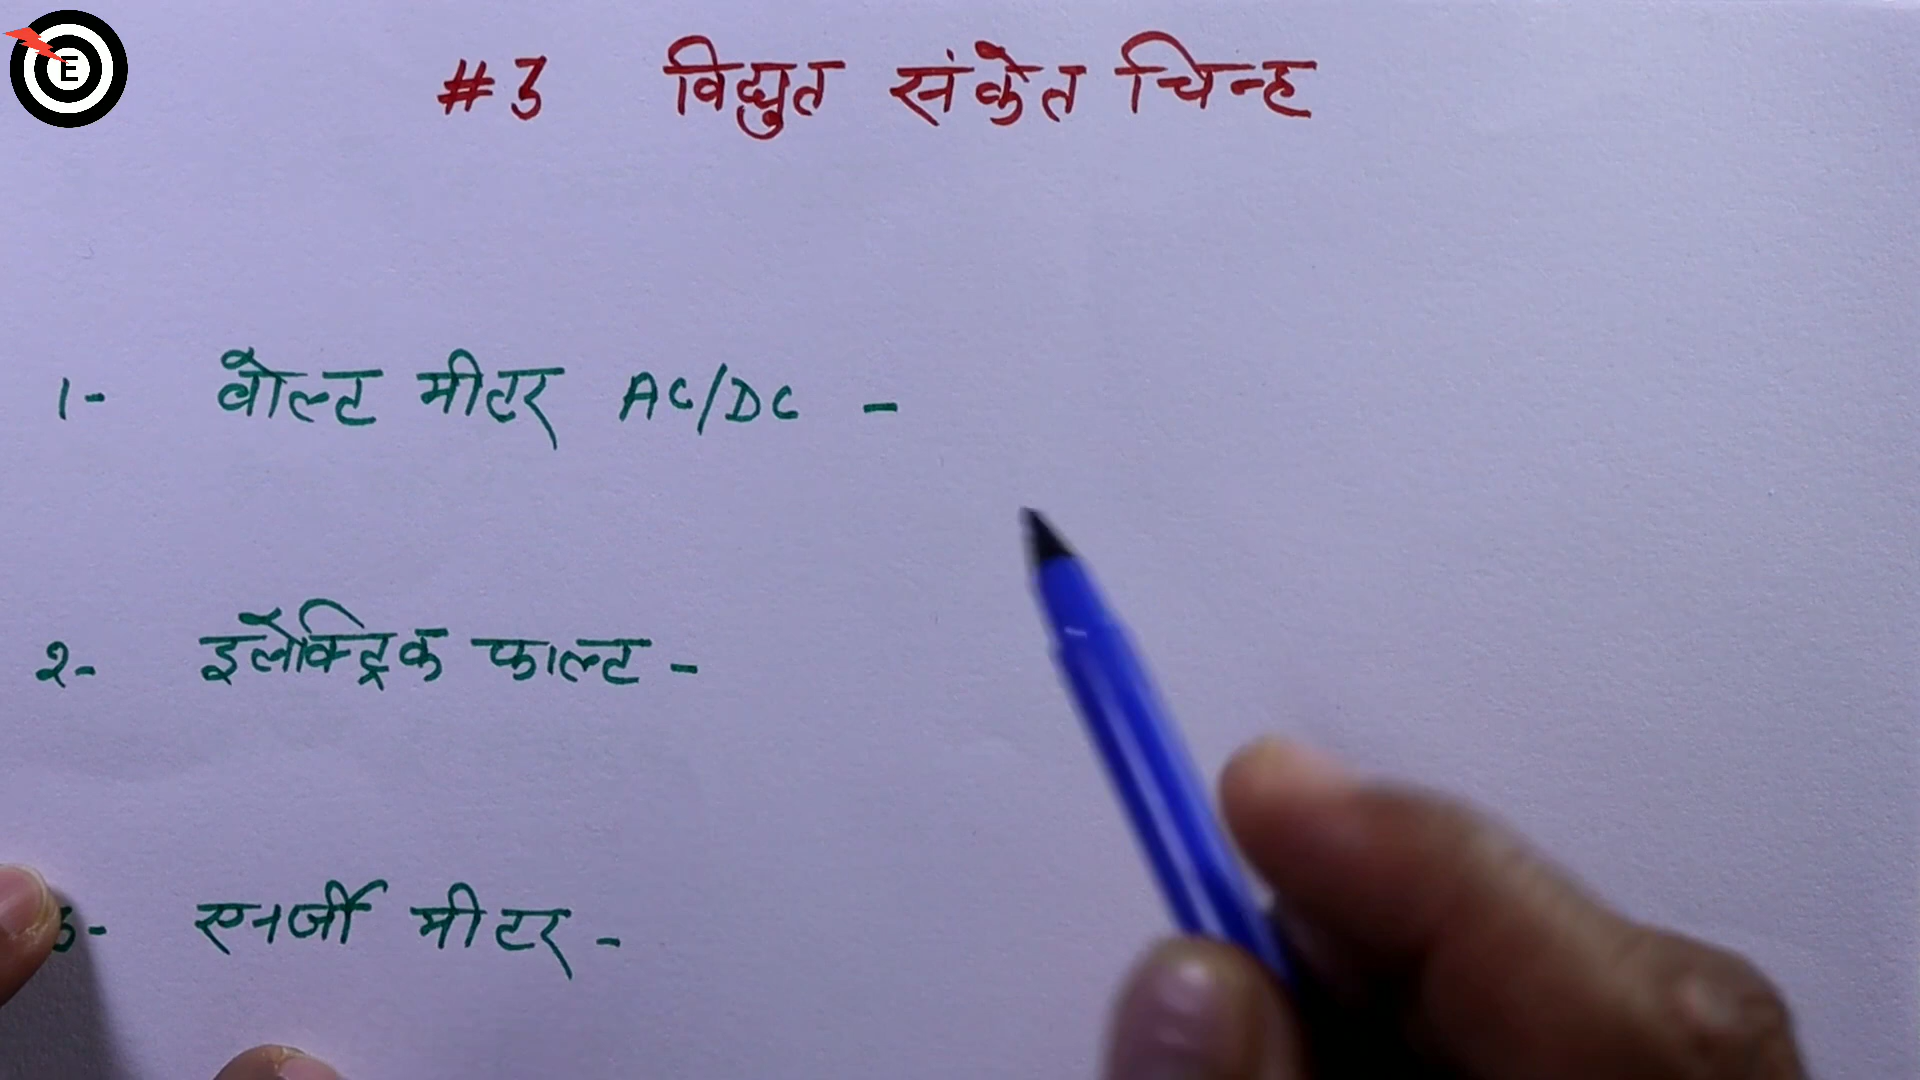 E
#3 विद्युत संकेत चिन्ह
1- वोल्ट मीटर AC/DC -
2- इलेक्ट्रिक फाल्ट -
3- एनर्जी मीटर -